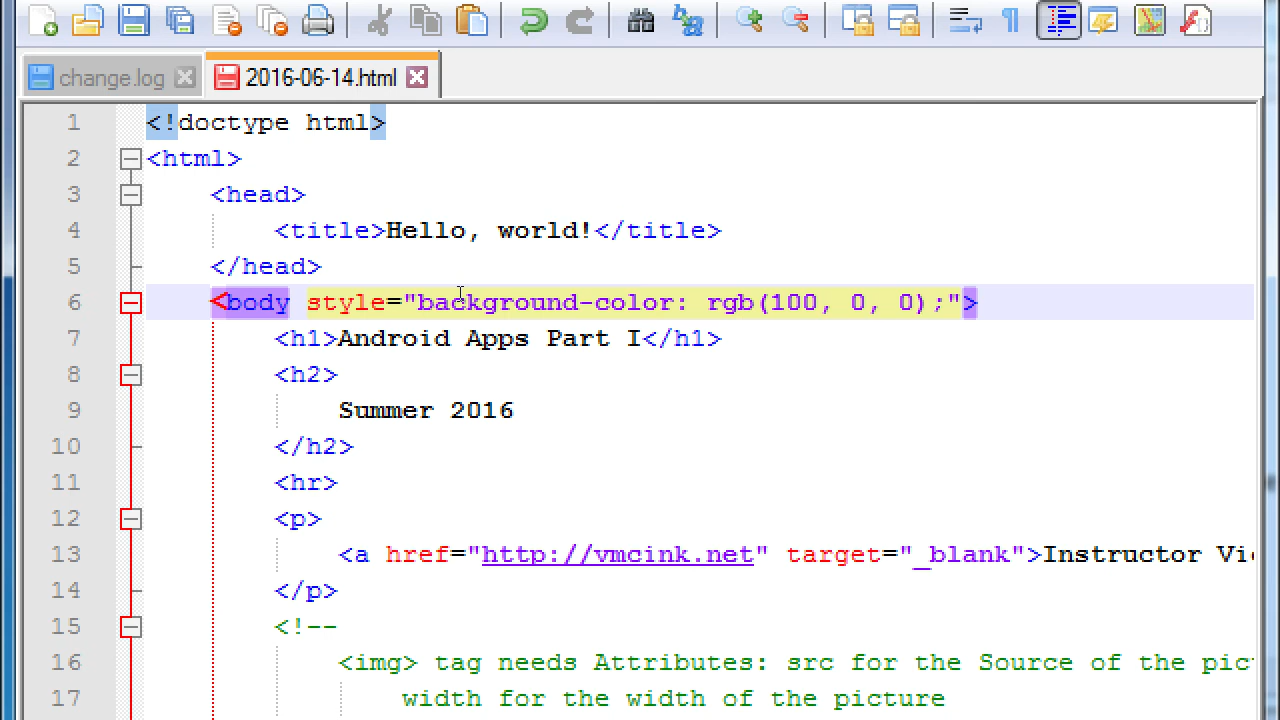 change.log 2016-06-14.html
1 <!doctype html>
2 <html>
3 <head>
4 <title>Hello, world!</title>
5 </head>
6 <body style="background-color: rgb(100, 0, 0);">
7 <h1>Android Apps Part I</h1>
8 <h2>
9 Summer 2016
10 </h2>
11 <hr>
12 <p>
13 <a href="http://vmcink.net" target="_blank">Instructor
14 </p>
15 <!--
16 <img> tag needs Attributes: src for the Source of the
17 width for the width of the picture